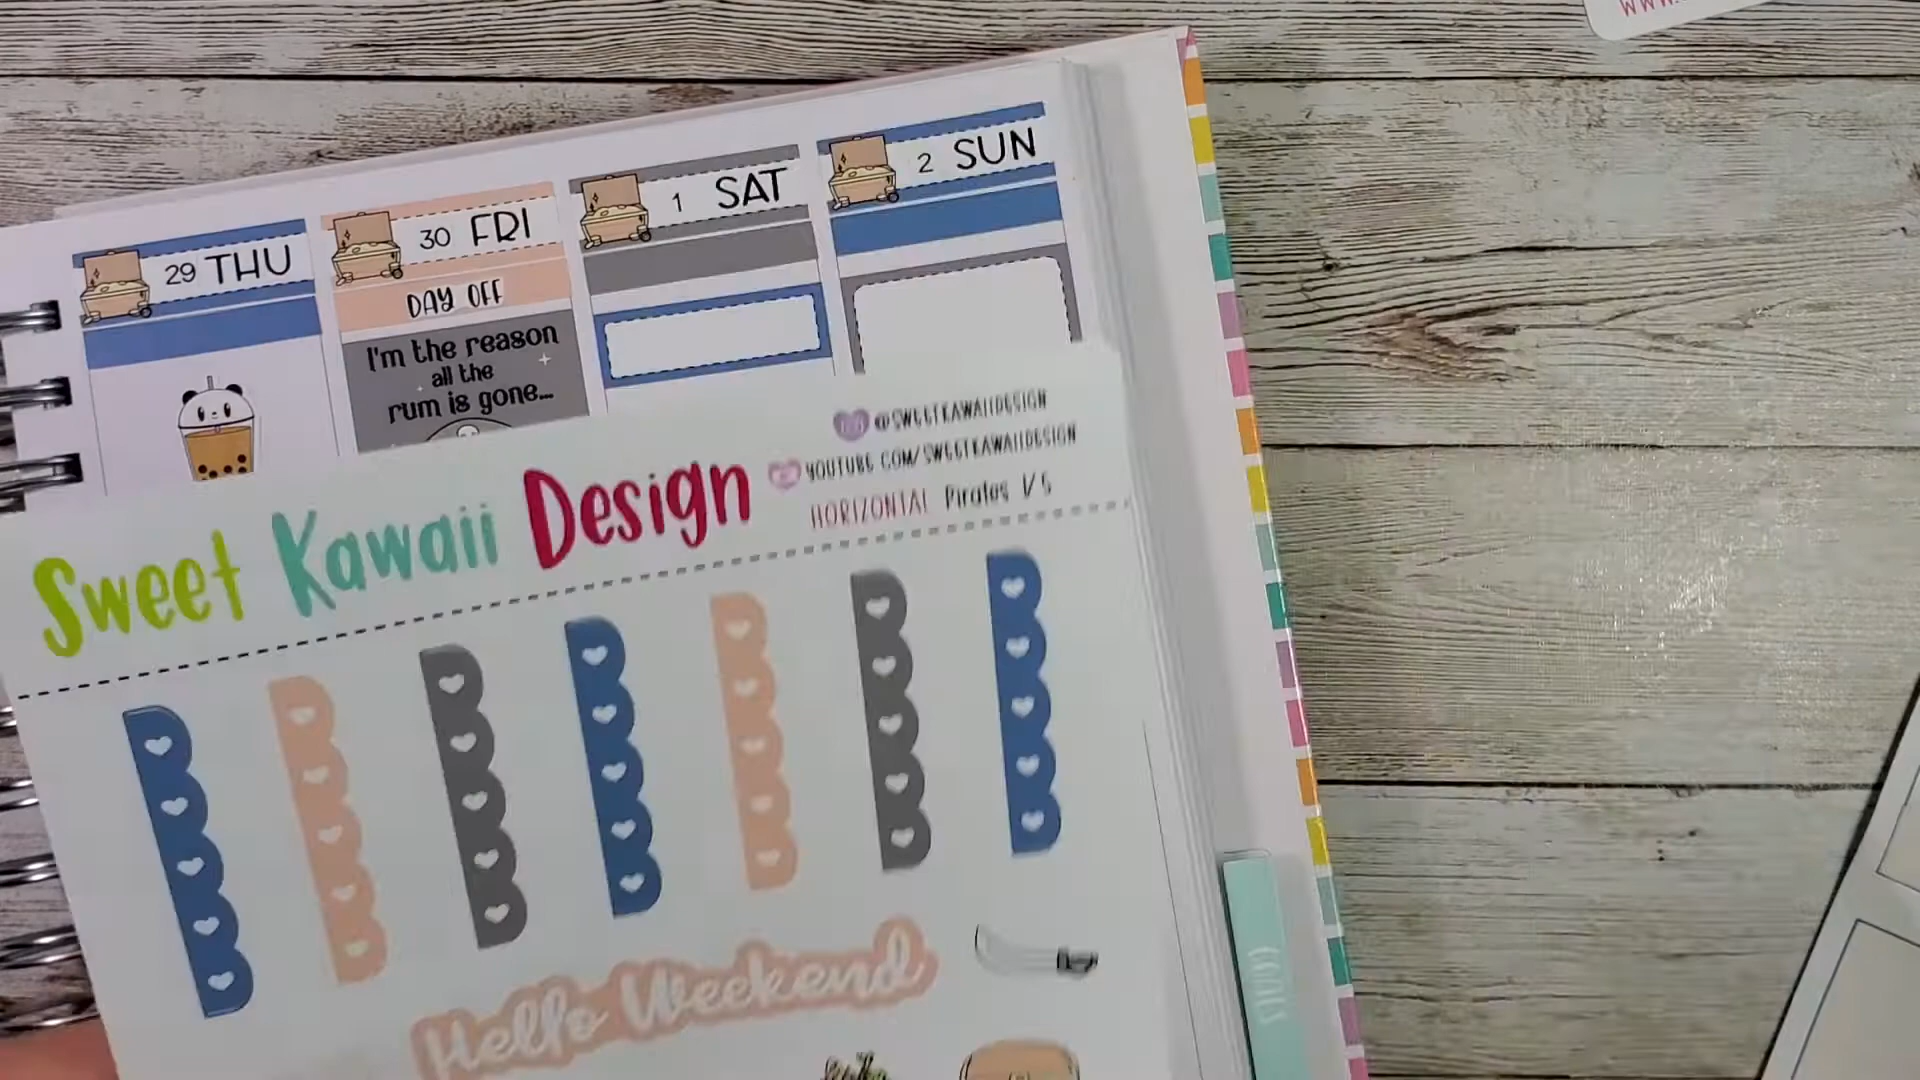 WWW.
29 THU
30 FRI
1 SAT
2 SUN
DAY OFF
I'm the reason
all the
rum is gone...
@SWEETKAWAIIDESIGN
YOUTUBE.COM/SWEETKAWAIIDESIGN
HORIZONTAL Pirates 1/5
Sweet Kawaii Design
Hello Weekend